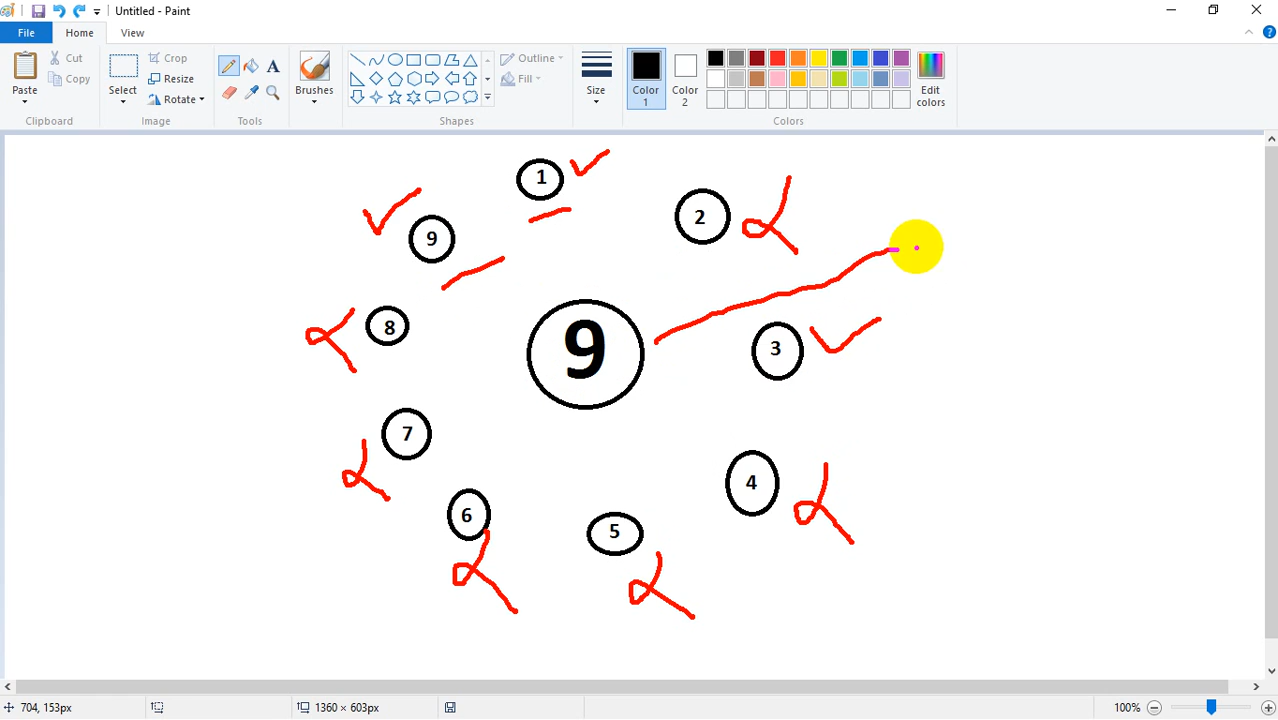 Untitled - Paint
File Home View
Paste
Cut
Copy
Clipboard
Select
Crop
Resize
Rotate
Image
A
Tools
Brushes
Shapes
Outline
Fill
Size
Color 1
Color 2
Edit colors
Colors
1
2
9
8
9
3
7
4
6
5
704, 153px
1360 × 603px
100%